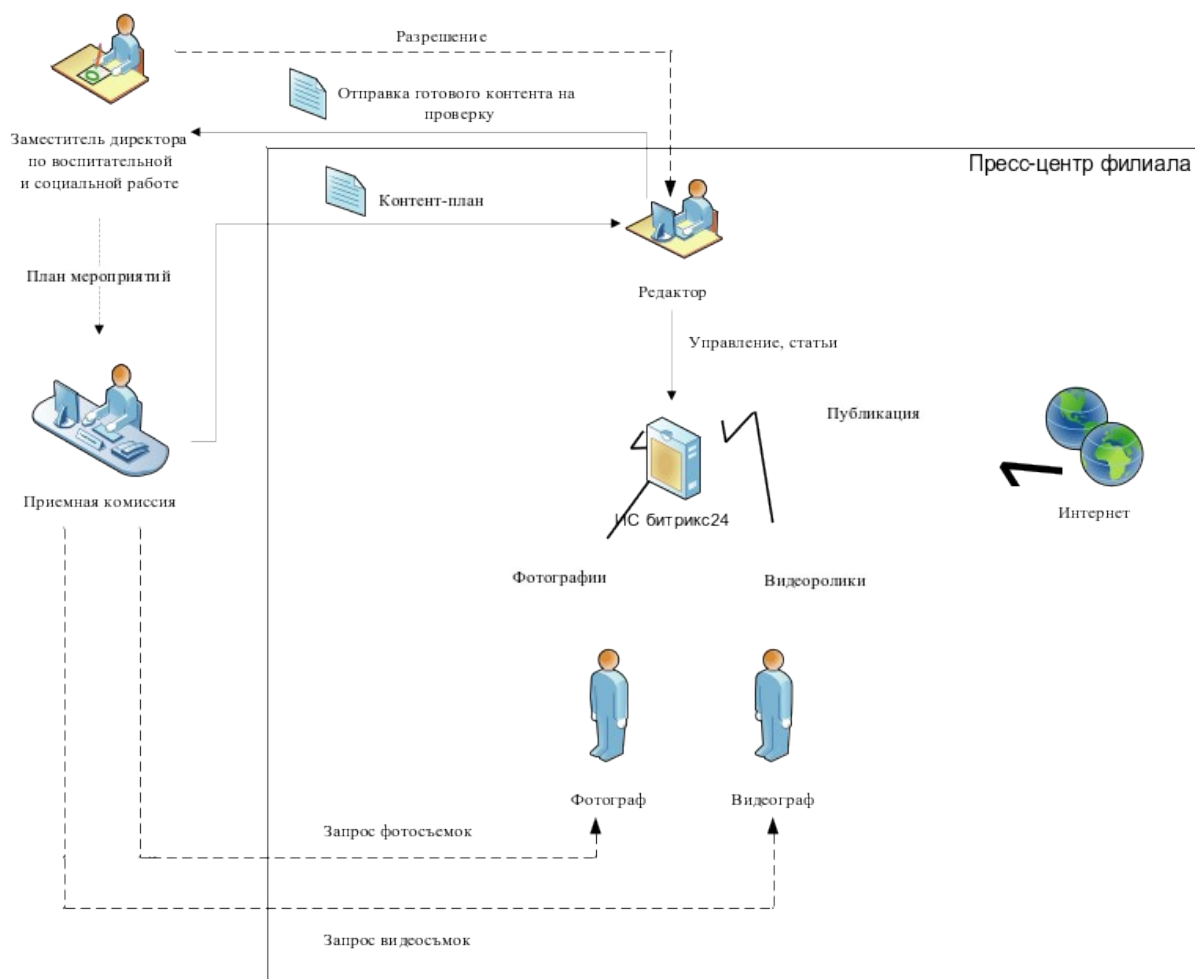 Разрешение
Отправка готового контента на
проверку
Заместитель директора
по воспитательной
и социальной работе
Пресс-центр филиала
Контент-план
План мероприятий
Редактор
Управление, статьи
Публикация
Приемная комиссия
ИС битрикс24
Интернет
Фотографии
Видеоролики
Фотограф
Видеограф
Запрос фотосъемок
Запрос видеосъмок